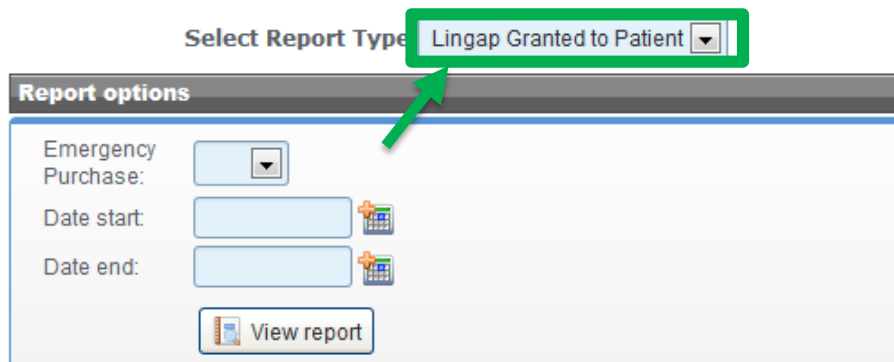 Select Report Type Lingap Granted to Patient
Report options
Emergency
Purchase:
Date start:
Date end:
View report